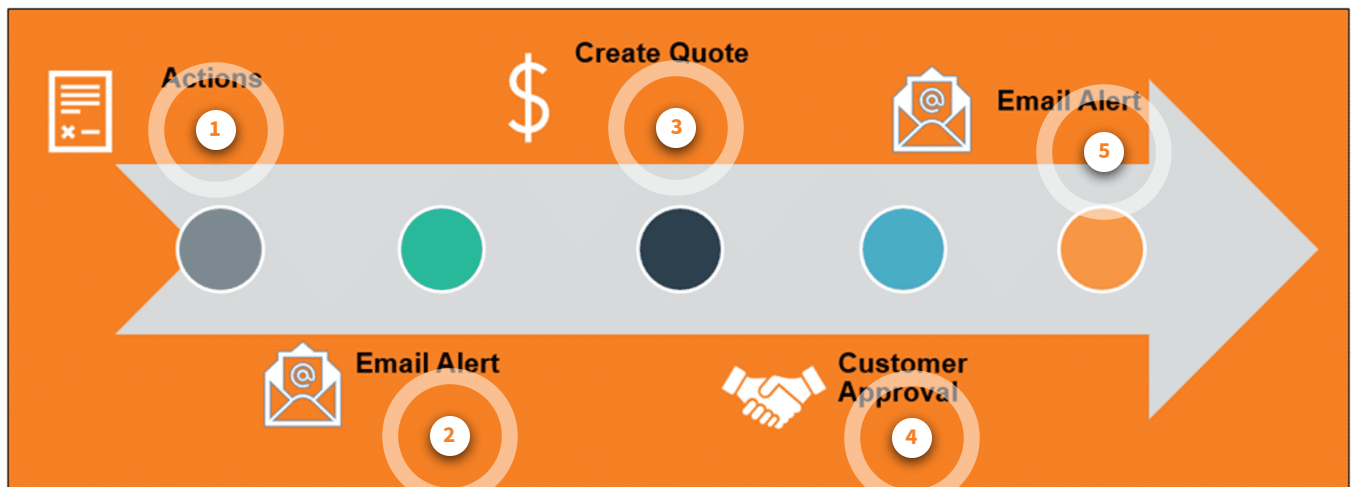 Actions
1
Email Alert
2
Create Quote
3
Customer
Approval
4
Email Alert
5